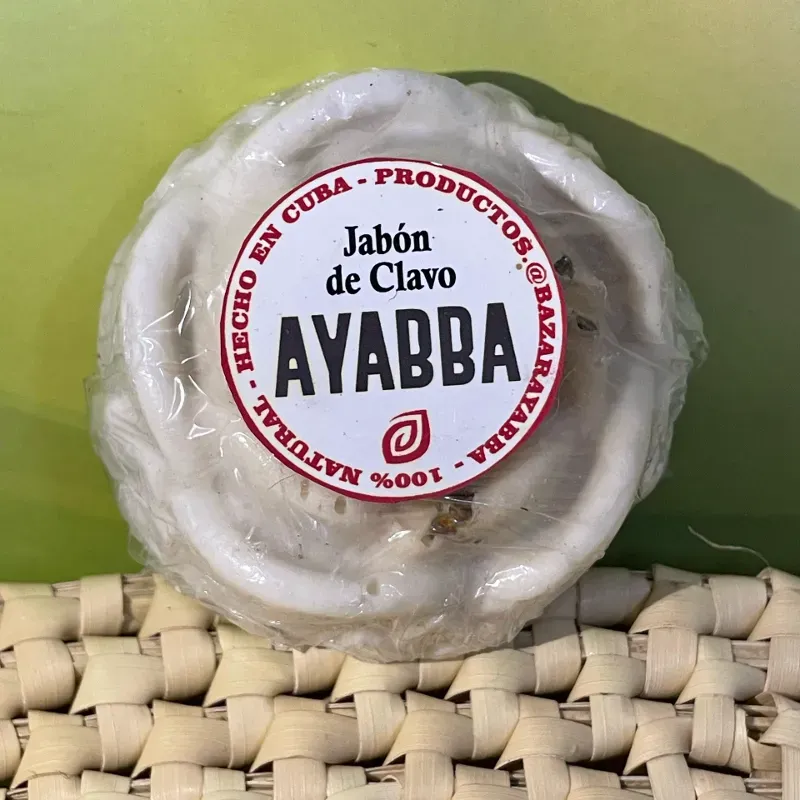 Jabón
de Clavo
AYABBA
HECHO EN CUBA - PRODUCTOS.@BAZARAYABBA - 100% NATURAL -